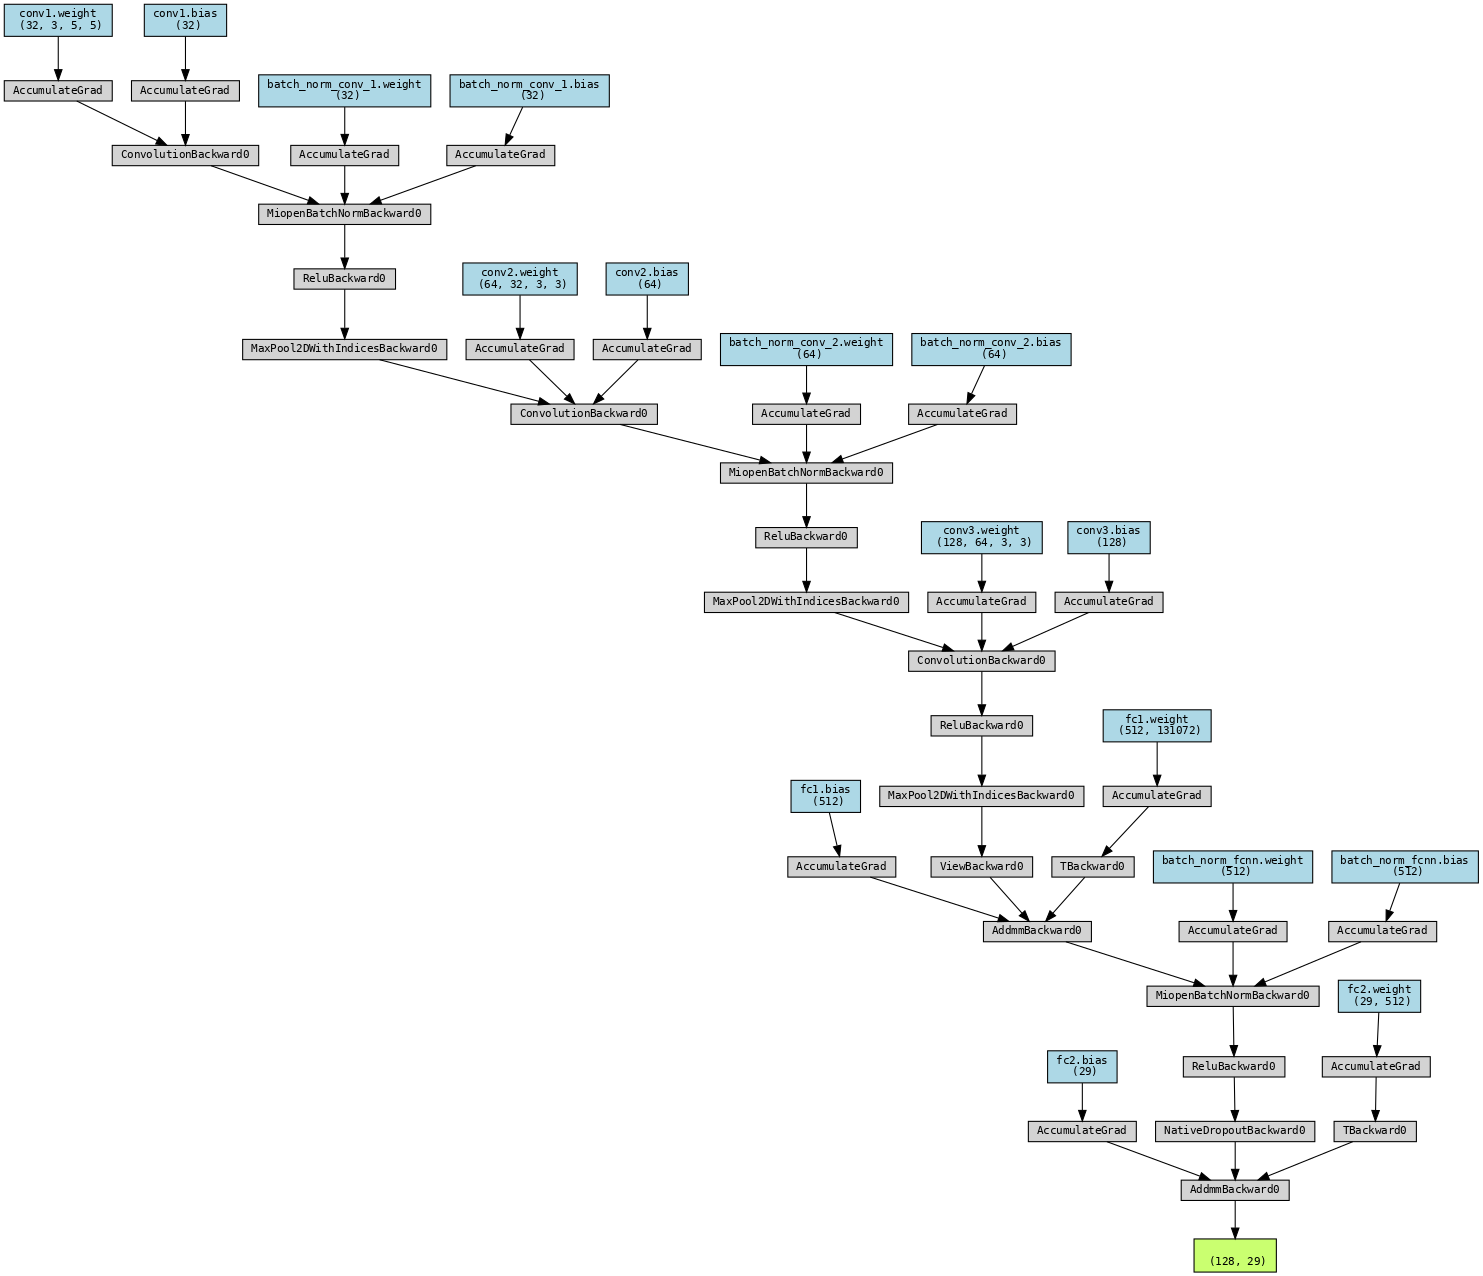 conv1.weight
(32, 3, 5, 5)
conv1.bias
(32)
AccumulateGrad
AccumulateGrad
batch_norm_conv_1.weight
(32)
batch_norm_conv_1.bias
(32)
ConvolutionBackward0
AccumulateGrad
AccumulateGrad
MiopenBatchNormBackward0
ReluBackward0
conv2.weight
(64, 32, 3, 3)
conv2.bias
(64)
MaxPool2DWithIndicesBackward0
AccumulateGrad
AccumulateGrad
batch_norm_conv_2.weight
(64)
batch_norm_conv_2.bias
(64)
ConvolutionBackward0
AccumulateGrad
AccumulateGrad
MiopenBatchNormBackward0
ReluBackward0
conv3.weight
(128, 64, 3, 3)
conv3.bias
(128)
MaxPool2DWithIndicesBackward0
AccumulateGrad
AccumulateGrad
ConvolutionBackward0
ReluBackward0
fc1.weight
(512, 131072)
fc1.bias
(512)
MaxPool2DWithIndicesBackward0
AccumulateGrad
AccumulateGrad
ViewBackward0
TBackward0
batch_norm_fcnn.weight
(512)
batch_norm_fcnn.bias
(512)
AddmmBackward0
AccumulateGrad
AccumulateGrad
MiopenBatchNormBackward0
fc2.weight
(29, 512)
fc2.bias
(29)
ReluBackward0
AccumulateGrad
AccumulateGrad
NativeDropoutBackward0
TBackward0
AddmmBackward0
(128, 29)